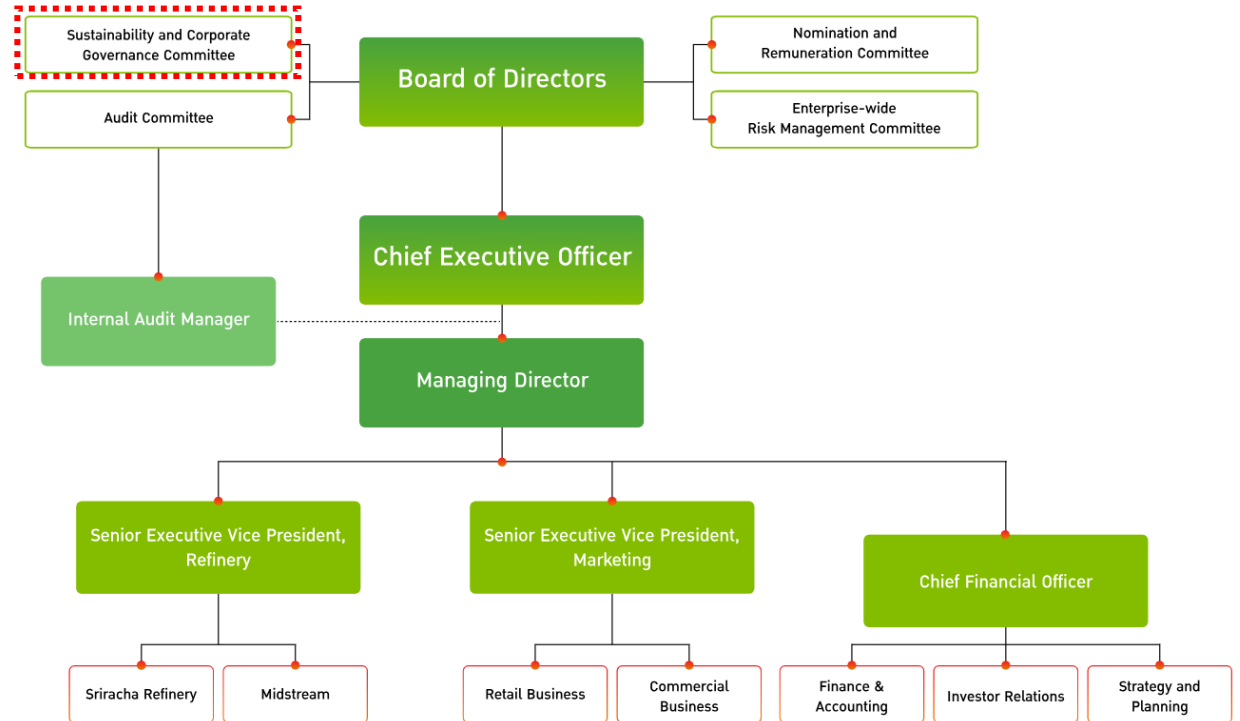 Sustainability and Corporate
Governance Committee
Board of Directors
Nomination and
Remuneration Committee
Audit Committee
Enterprise-wide
Risk Management Committee
Chief Executive Officer
Internal Audit Manager
Managing Director
Senior Executive Vice President,
Refinery
Senior Executive Vice President,
Marketing
Chief Financial Officer
Sriracha Refinery
Midstream
Retail Business
Commercial
Business
Finance &
Accounting
Investor Relations
Strategy and
Planning